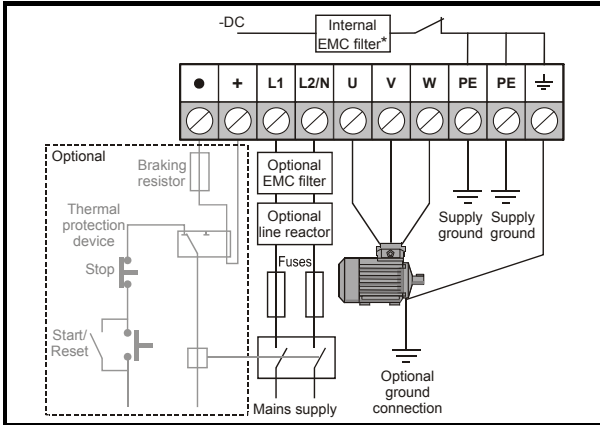 -DC
Internal
EMC filter*
+ L1 L2/N U V W PE PE
Optional
Braking
resistor
Thermal
protection
device
Stop
Start/
Reset
Optional
EMC filter
Optional
line reactor
Fuses
Mains supply
Supply
ground
Supply
ground
Optional
ground
connection